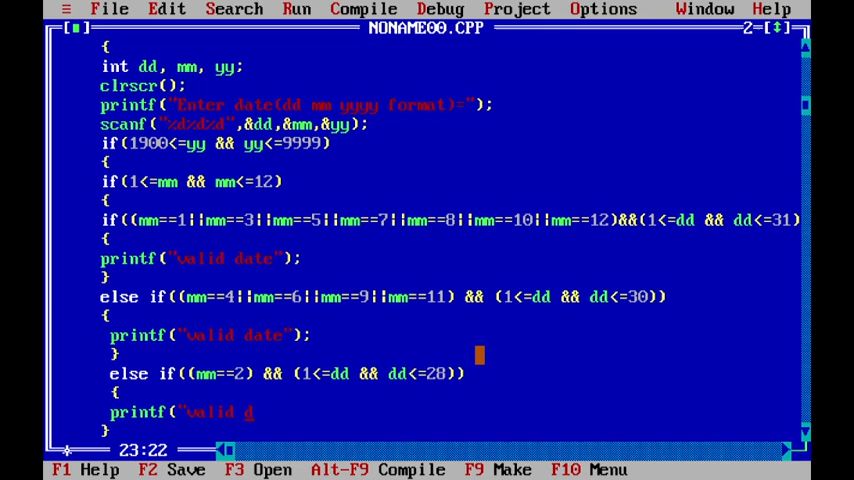 ≡ File Edit Search Run Compile Debug Project Options Window Help
[■] NONAME00.CPP 2=[↕]
{
int dd, mm, yy;
clrscr();
printf("Enter date(dd mm yyyy format)=");
scanf("%d%d%d",&dd,&mm,&yy);
if(1900<=yy && yy<=9999)
{
if(1<=mm && mm<=12)
{
if((mm==1||mm==3||mm==5||mm==7||mm==8||mm==10||mm==12)&&(1<=dd && dd<=31)
{
printf("valid date");
}
else if((mm==4||mm==6||mm==9||mm==11) && (1<=dd && dd<=30))
{
printf("valid date");
}
else if((mm==2) && (1<=dd && dd<=28))
{
printf("valid d
}
23:22
F1 Help F2 Save F3 Open Alt-F9 Compile F9 Make F10 Menu